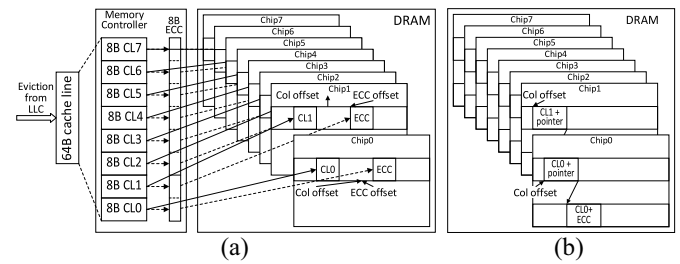 Memory
Controller
8B
ECC
DRAM
Chip7
Chip6
Chip5
Chip4
Chip3
Chip2
Chip1
Col offset
ECC offset
CL1
ECC
Chip0
CL0
ECC
Col offset
ECC offset
8B CL7
8B CL6
8B CL5
8B CL4
8B CL3
8B CL2
8B CL1
8B CL0
Eviction
from
LLC
64B cache line
(a)
DRAM
Chip7
Chip6
Chip5
Chip4
Chip3
Chip2
Chip1
Col offset
CL1 +
pointer
Chip0
CL0 +
pointer
Col offset
CL0+
ECC
(b)